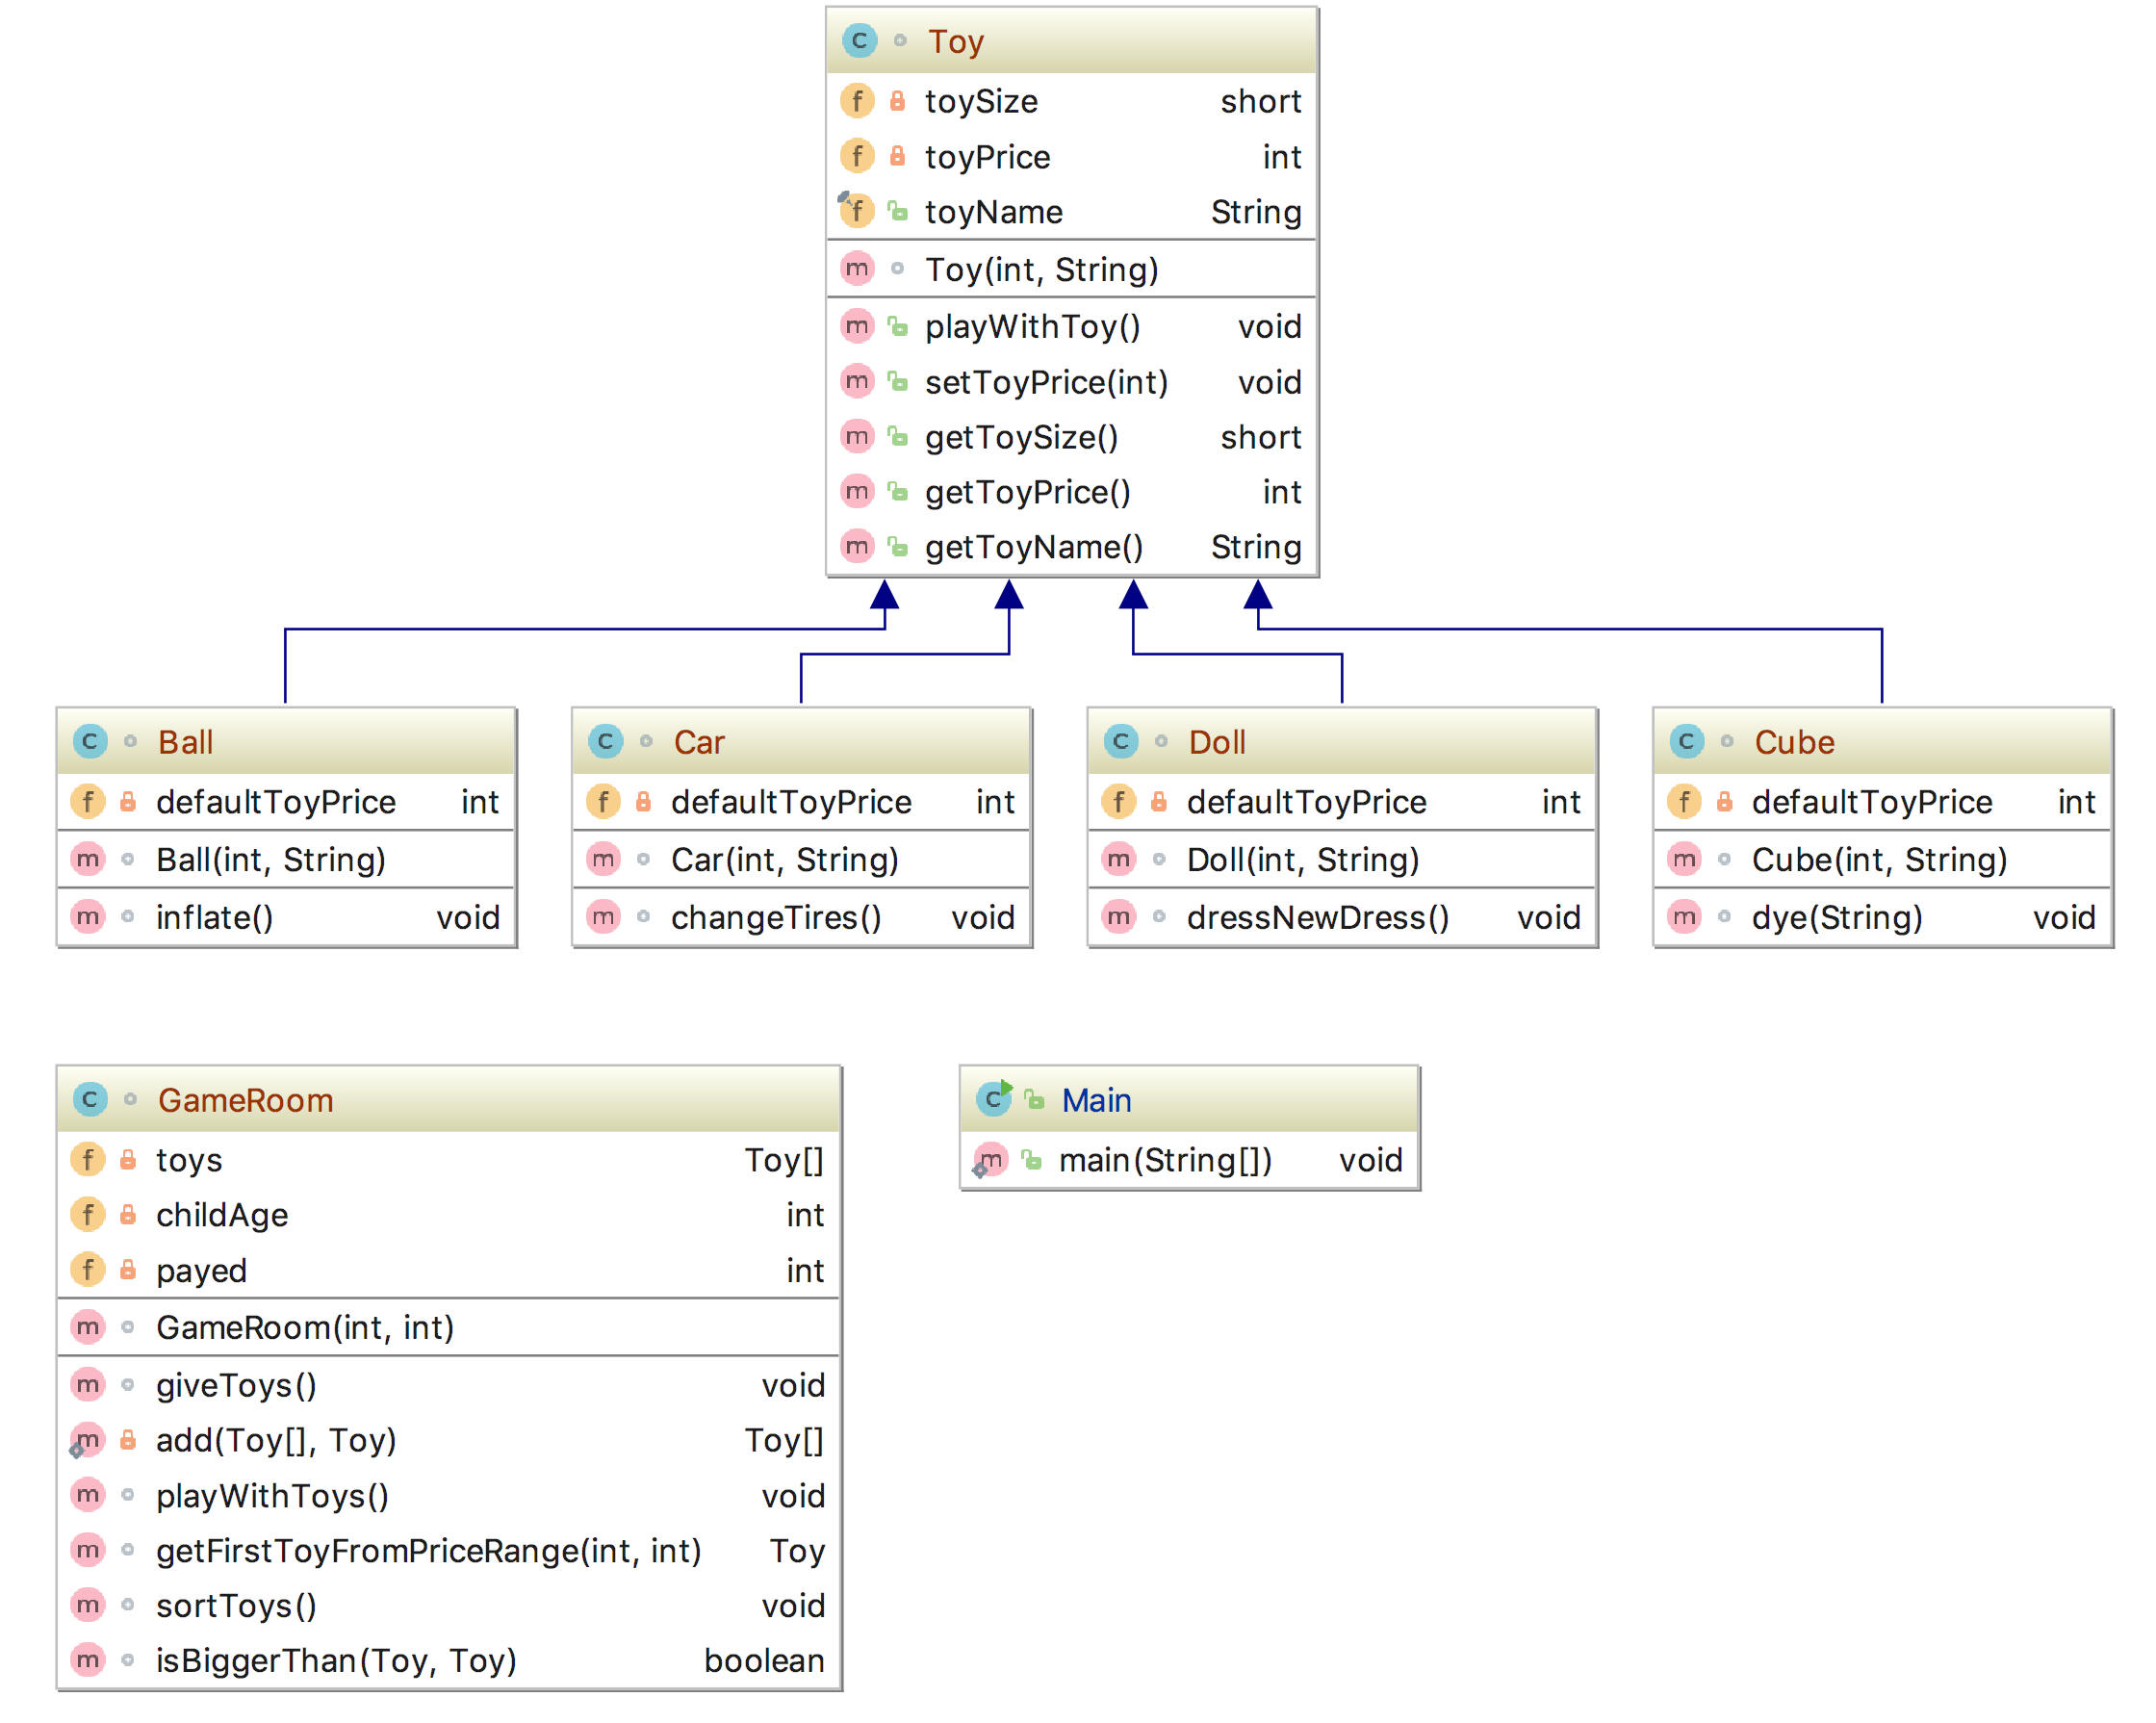 C Toy
f toySize short
f toyPrice int
f toyName String
m Toy(int, String)
m playWithToy() void
m setToyPrice(int) void
m getToySize() short
m getToyPrice() int
m getToyName() String
C Ball
f defaultToyPrice int
m Ball(int, String)
m inflate() void
C Car
f defaultToyPrice int
m Car(int, String)
m changeTires() void
C Doll
f defaultToyPrice int
m Doll(int, String)
m dressNewDress() void
C Cube
f defaultToyPrice int
m Cube(int, String)
m dye(String) void
C GameRoom
f toys Toy[]
f childAge int
f payed int
m GameRoom(int, int)
m giveToys() void
m add(Toy[], Toy) Toy[]
m playWithToys() void
m getFirstToyFromPriceRange(int, int) Toy
m sortToys() void
m isBiggerThan(Toy, Toy) boolean
C Main
m main(String[]) void